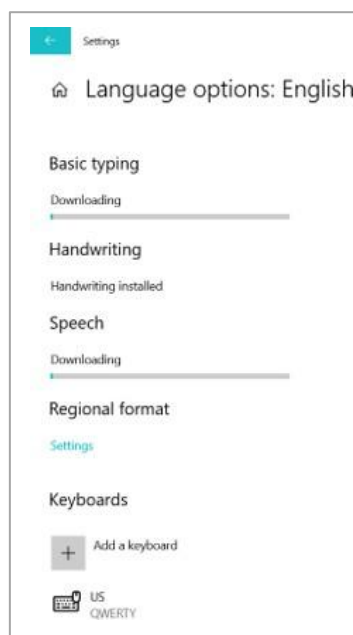 Settings
Language options: English
Basic typing
Downloading
Handwriting
Handwriting installed
Speech
Downloading
Regional format
Settings
Keyboards
Add a keyboard
US
QWERTY